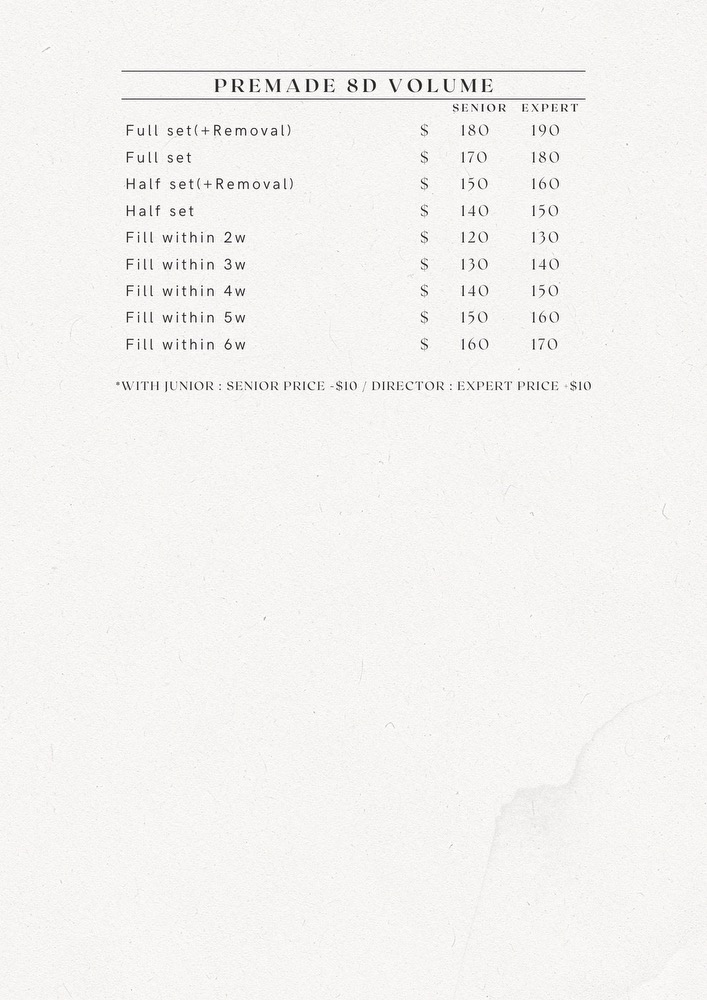 PREMADE 8D VOLUME
SENIOR EXPERT
Full set(+Removal) $ 180 190
Full set $ 170 180
Half set(+Removal) $ 150 160
Half set $ 140 150
Fill within 2w $ 120 130
Fill within 3w $ 130 140
Fill within 4w $ 140 150
Fill within 5w $ 150 160
Fill within 6w $ 160 170
*WITH JUNIOR : SENIOR PRICE -$10 / DIRECTOR : EXPERT PRICE +$10